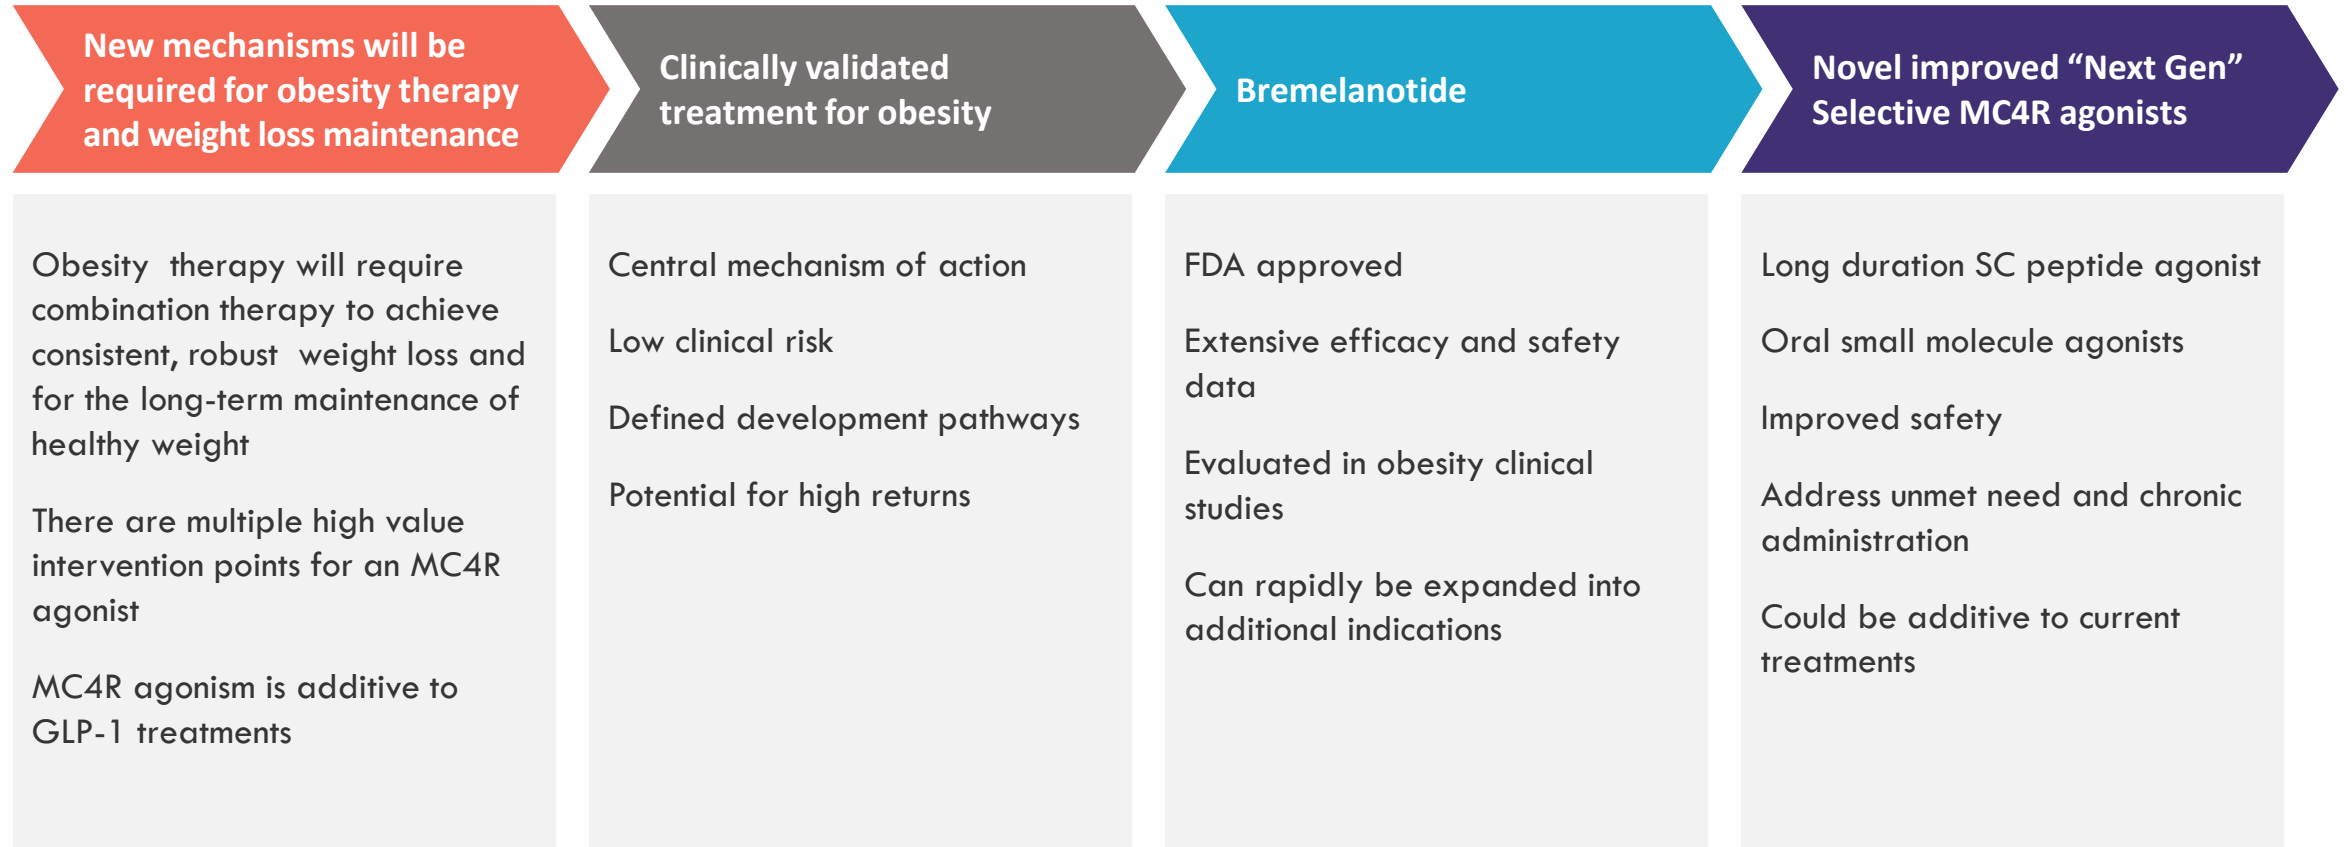 New mechanisms will be
required for obesity therapy
and weight loss maintenance
Obesity therapy will require
combination therapy to achieve
consistent, robust weight loss and
for the long-term maintenance of
healthy weight
There are multiple high value
intervention points for an MC4R
agonist
MC4R agonism is additive to
GLP-1 treatments
Clinically validated
treatment for obesity
Central mechanism of action
Low clinical risk
Defined development pathways
Potential for high returns
Bremelanotide
FDA approved
Extensive efficacy and safety
data
Evaluated in obesity clinical
studies
Can rapidly be expanded into
additional indications
Novel improved “Next Gen”
Selective MC4R agonists
Long duration SC peptide agonist
Oral small molecule agonists
Improved safety
Address unmet need and chronic
administration
Could be additive to current
treatments